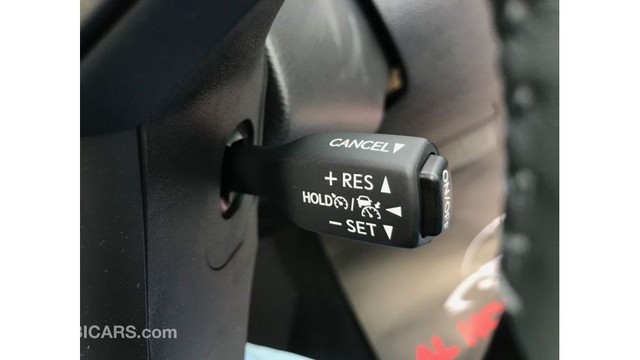 CANCEL▼
+RES▲
HOLD / ◄
−SET▼
ON/OFF
BICARS.com